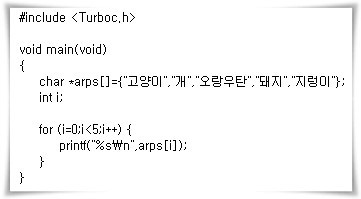 #include <Turboc.h>
void main(void)
{
char *arps[]={"고양이","개","오랑우탄","돼지","지렁이"};
int i;
for (i=0;i<5;i++) {
printf("%s₩n",arps[i]);
}
}